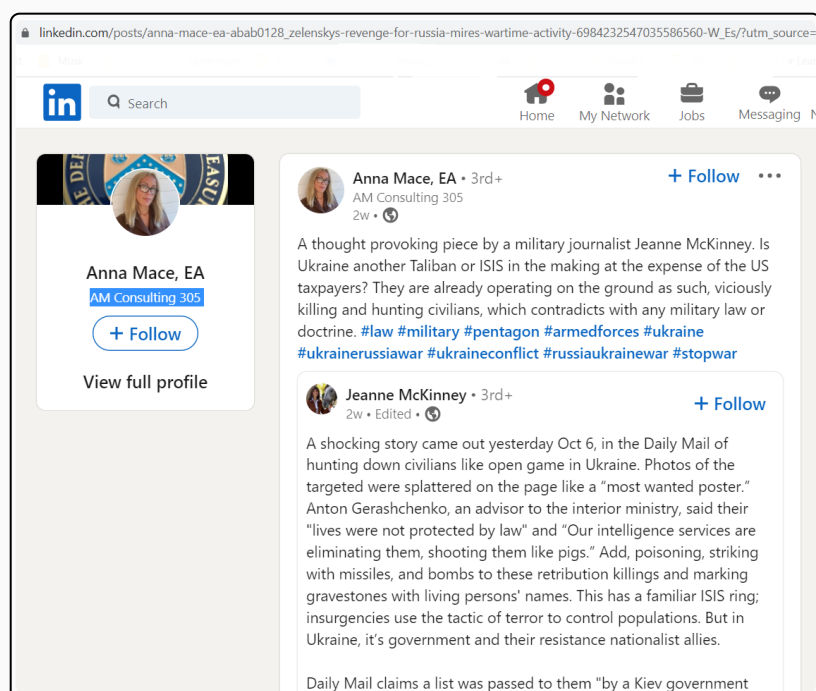 linkedin.com/posts/anna-mace-ea-abab0128_zelenskys-revenge-for-russia-mires-wartime-activity-6984232547035586560-W_Es/?utm_source=
in
Search
Home
My Network
Jobs
Messaging
N
THE DE
EASU
Anna Mace, EA
AM Consulting 305
+ Follow
View full profile
Anna Mace, EA • 3rd+
+ Follow
AM Consulting 305
2w •
A thought provoking piece by a military journalist Jeanne McKinney. Is
Ukraine another Taliban or ISIS in the making at the expense of the US
taxpayers? They are already operating on the ground as such, viciously
killing and hunting civilians, which contradicts with any military law or
doctrine. #law #military #pentagon #armedforces #ukraine
#ukrainerussiawar #ukraineconflict #russiaukrainewar #stopwar
Jeanne McKinney • 3rd+
+ Follow
2w • Edited •
A shocking story came out yesterday Oct 6, in the Daily Mail of
hunting down civilians like open game in Ukraine. Photos of the
targeted were splattered on the page like a “most wanted poster.”
Anton Gerashchenko, an advisor to the interior ministry, said their
"lives were not protected by law" and “Our intelligence services are
eliminating them, shooting them like pigs.” Add, poisoning, striking
with missiles, and bombs to these retribution killings and marking
gravestones with living persons' names. This has a familiar ISIS ring;
insurgencies use the tactic of terror to control populations. But in
Ukraine, it’s government and their resistance nationalist allies.
Daily Mail claims a list was passed to them "by a Kiev government